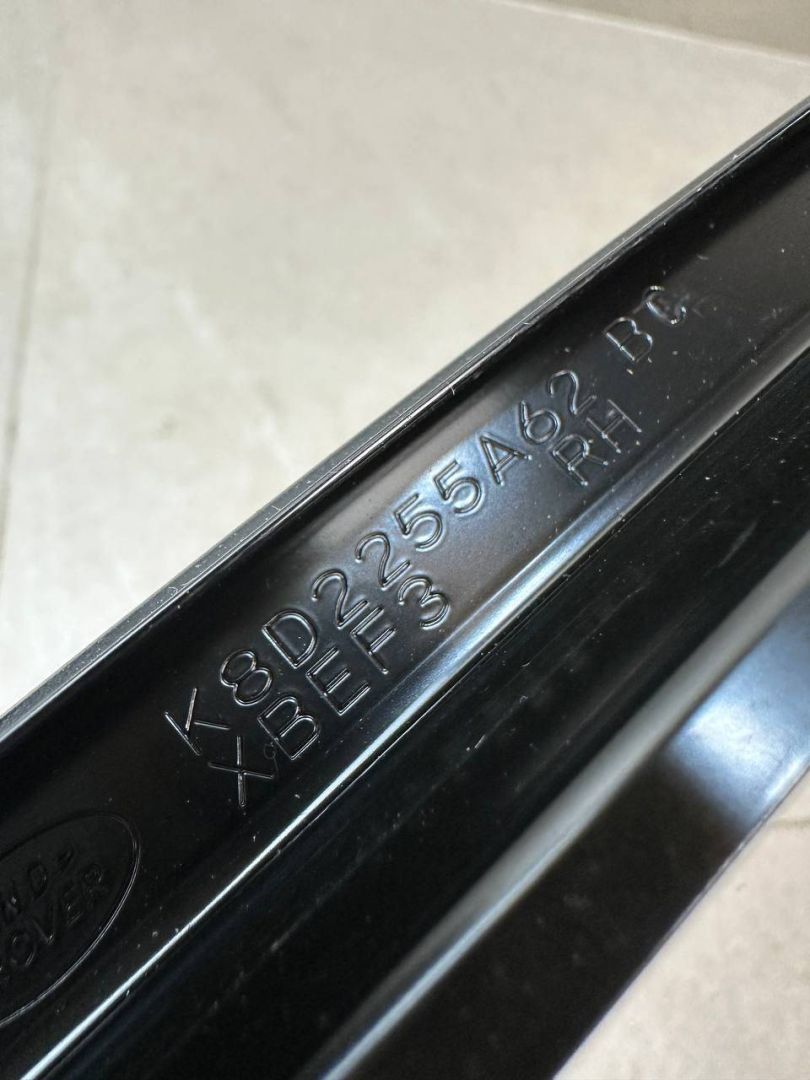 K8D2255A62 BC
RH
XBEF3